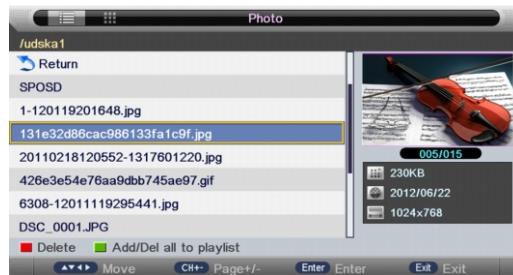 Photo
/udska1
Return
SPOSD
1-120119201648.jpg
131e32d86cac986133fa1c9f.jpg
20110218120552-1317601220.jpg
426e3e54e76aa9dbb745ae97.gif
6308-12011119295441.jpg
DSC_0001.JPG
005/015
230KB
2012/06/22
1024x768
Delete Add/Del all to playlist
▲▼◄► Move CH+- Page+/- Enter Enter Exit Exit